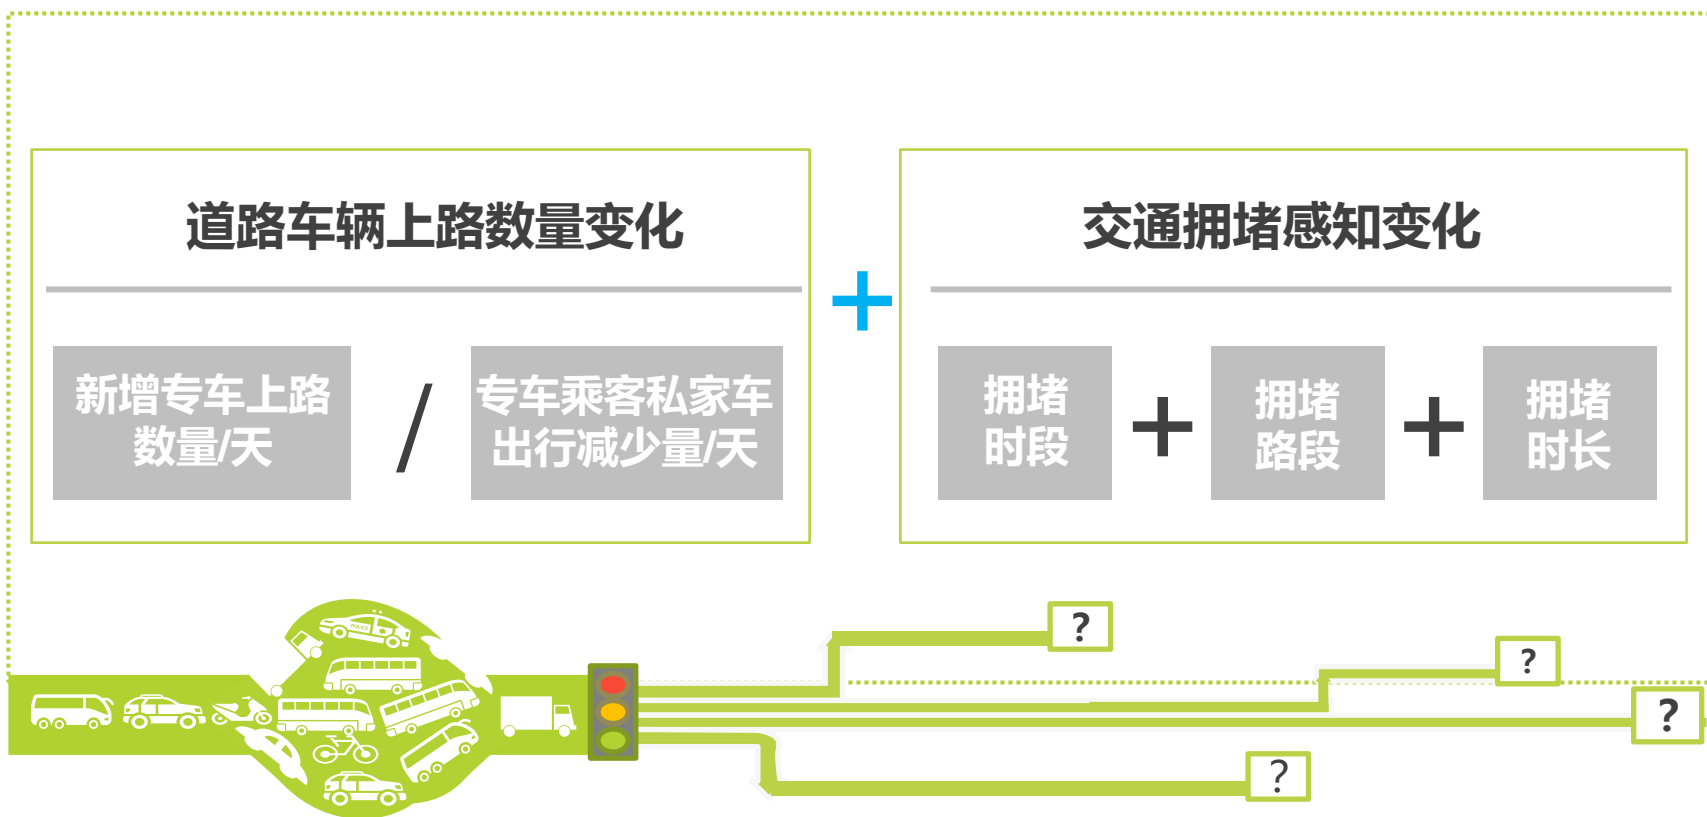 道路车辆上路数量变化
新增专车上路
数量/天
/
专车乘客私家车
出行减少量/天
+
交通拥堵感知变化
拥堵
时段
+
拥堵
路段
+
拥堵
时长
POLICE
?
?
?
?